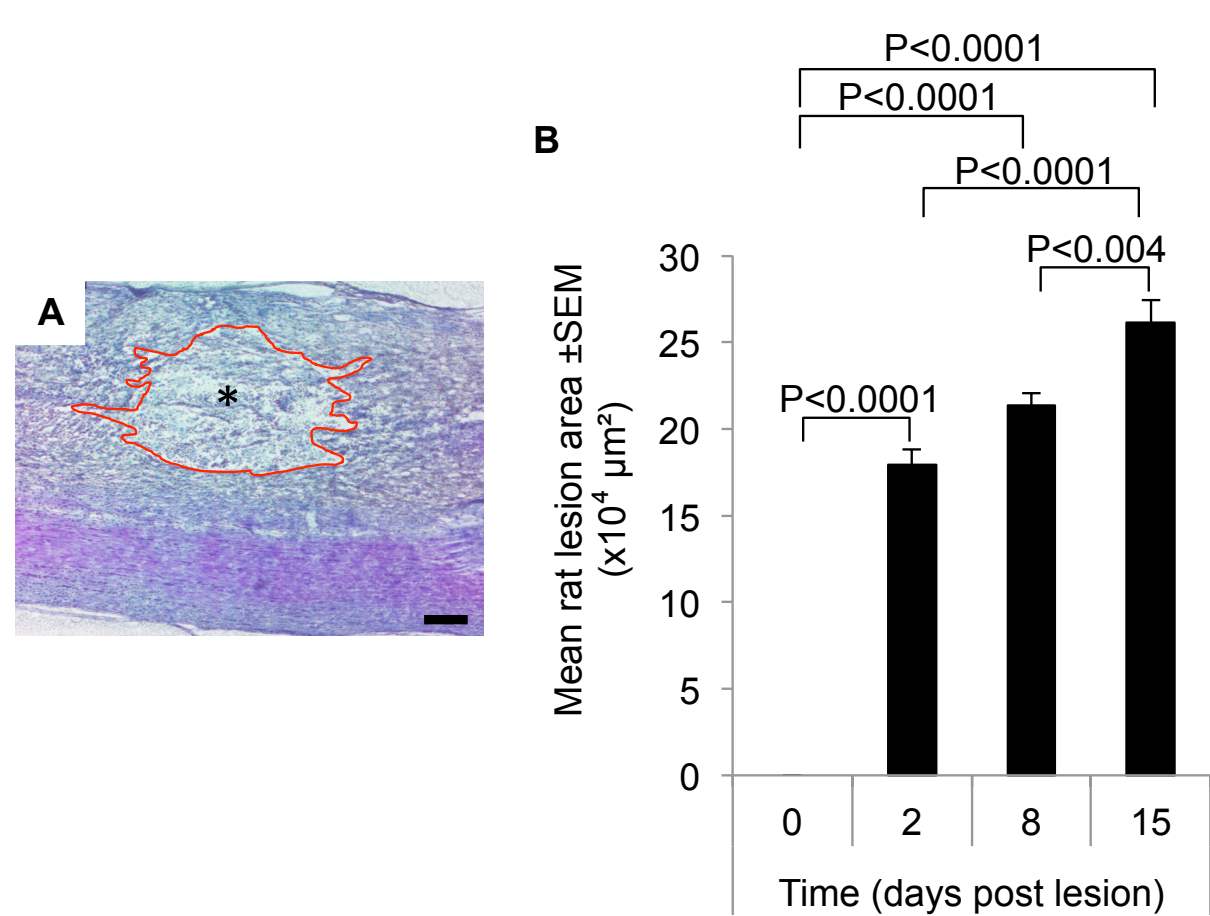 A
*
B
P<0.0001
P<0.0001
P<0.0001
P<0.004
P<0.0001
Mean rat lesion area ±SEM
(x10⁴ µm²)
30
25
20
15
10
5
0
0 2 8 15
Time (days post lesion)